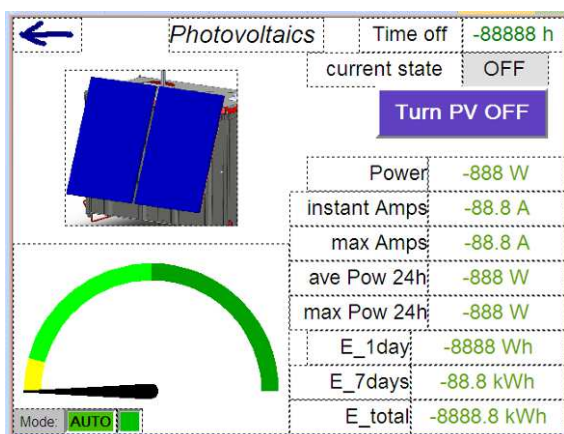 Photovoltaics Time off -88888 h
current state OFF
Turn PV OFF
Power -888 W
instant Amps -88.8 A
max Amps -88.8 A
ave Pow 24h -888 W
max Pow 24h -888 W
E_1day -8888 Wh
E_7days -88.8 kWh
E_total -8888.8 kWh
Mode: AUTO